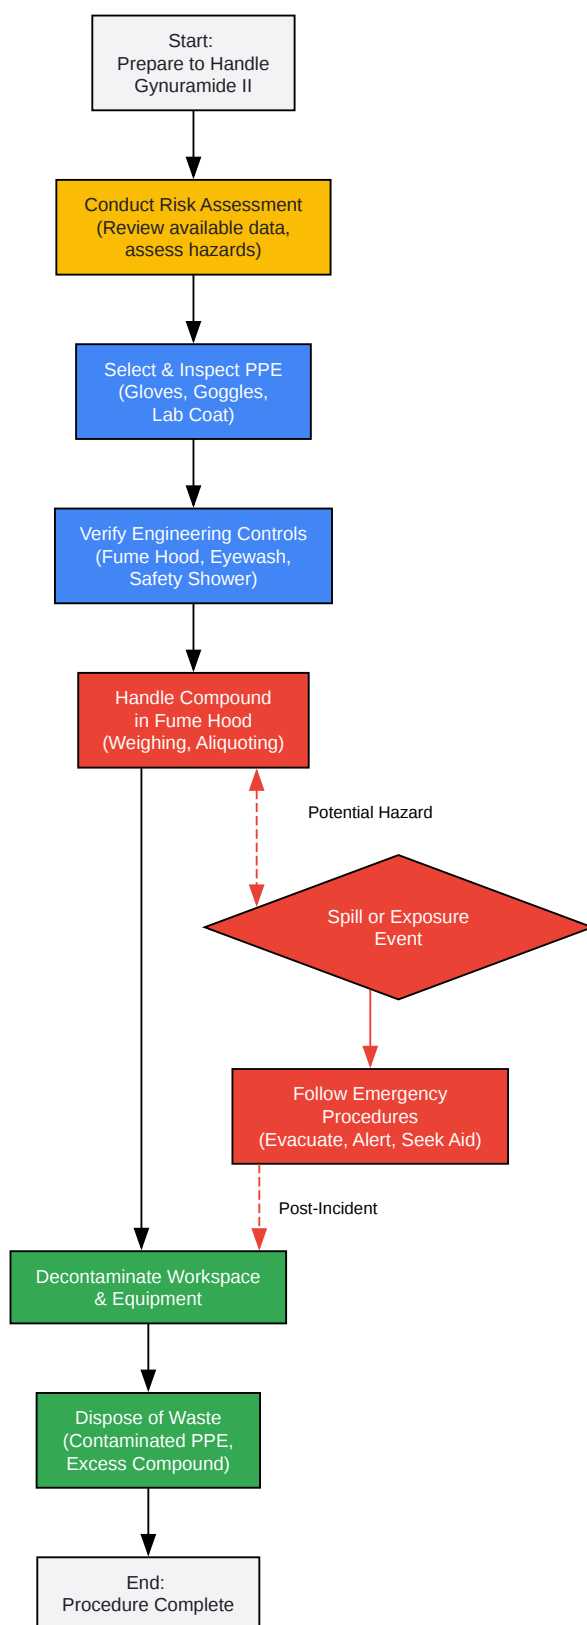 Start:
Prepare to Handle
Gynuramide II
Conduct Risk Assessment
(Review available data,
assess hazards)
Select & Inspect PPE
(Gloves, Goggles,
Lab Coat)
Verify Engineering Controls
(Fume Hood, Eyewash,
Safety Shower)
Handle Compound
in Fume Hood
(Weighing, Aliquoting)
Potential Hazard
Spill or Exposure
Event
Follow Emergency
Procedures
(Evacuate, Alert, Seek Aid)
Post-Incident
Decontaminate Workspace
& Equipment
Dispose of Waste
(Contaminated PPE,
Excess Compound)
End:
Procedure Complete